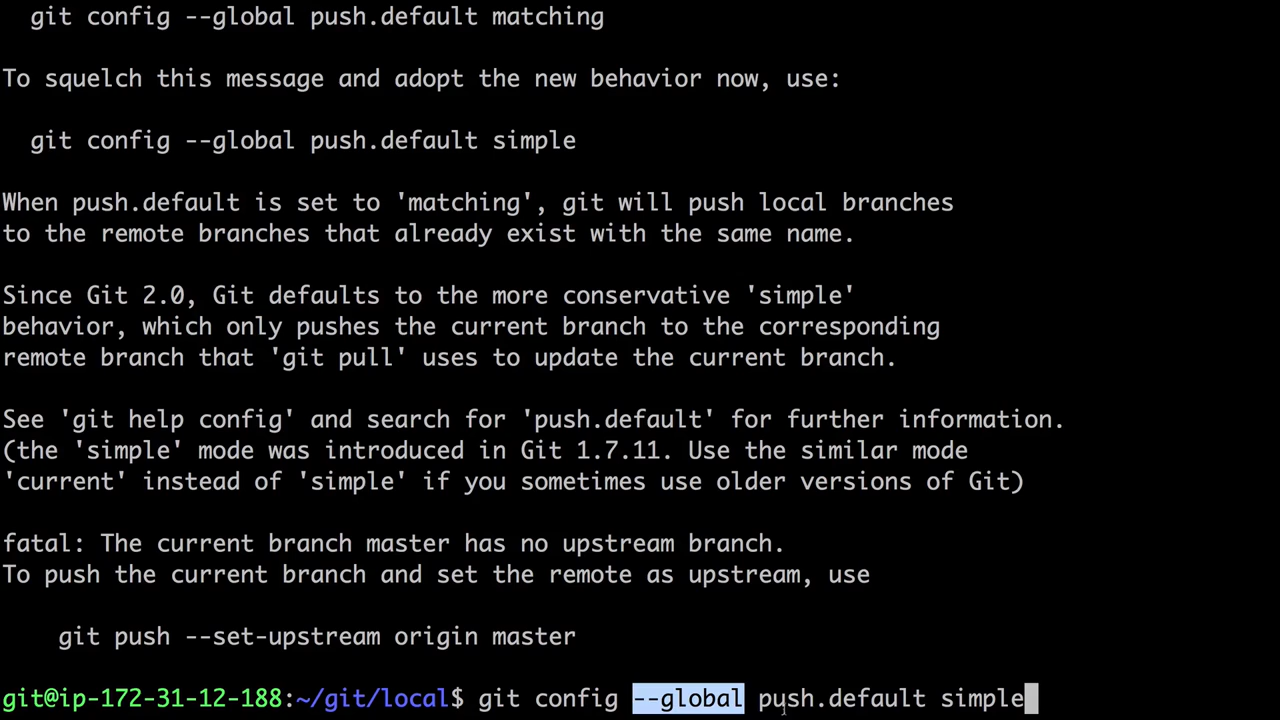 git config --global push.default matching
To squelch this message and adopt the new behavior now, use:
git config --global push.default simple
When push.default is set to 'matching', git will push local branches
to the remote branches that already exist with the same name.
Since Git 2.0, Git defaults to the more conservative 'simple'
behavior, which only pushes the current branch to the corresponding
remote branch that 'git pull' uses to update the current branch.
See 'git help config' and search for 'push.default' for further information.
(the 'simple' mode was introduced in Git 1.7.11. Use the similar mode
'current' instead of 'simple' if you sometimes use older versions of Git)
fatal: The current branch master has no upstream branch.
To push the current branch and set the remote as upstream, use
git push --set-upstream origin master
git@ip-172-31-12-188:~/git/local$ git config --global push.default simple